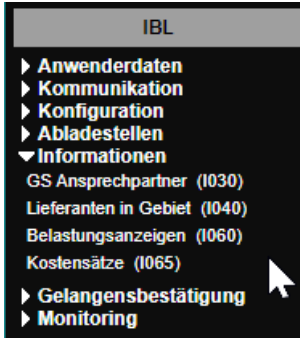 IBL
Anwenderdaten
Kommunikation
Konfiguration
Abladestellen
Informationen
GS Ansprechpartner (I030)
Lieferanten in Gebiet (I040)
Belastungsanzeigen (I060)
Kostensätze (I065)
Gelangensbestätigung
Monitoring